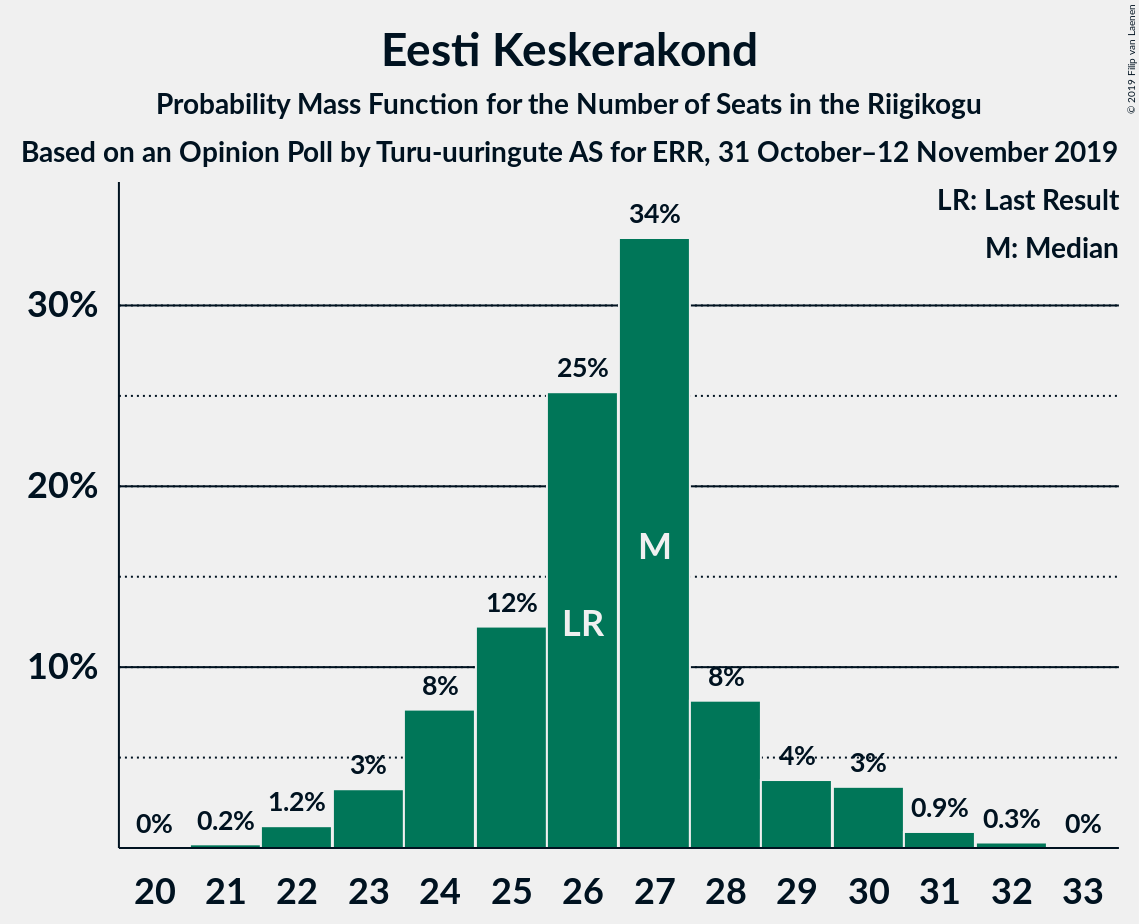 Eesti Keskerakond
Probability Mass Function for the Number of Seats in the Riigikogu
Based on an Opinion Poll by Turu-uuringute AS for ERR, 31 October–12 November 2019
© 2019 Filip van Laenen
LR: Last Result
M: Median
30%
20%
10%
0%
0.2%
1.2%
3%
8%
12%
25%
34%
8%
4%
3%
0.9%
0.3%
0%
LR
M
20 21 22 23 24 25 26 27 28 29 30 31 32 33